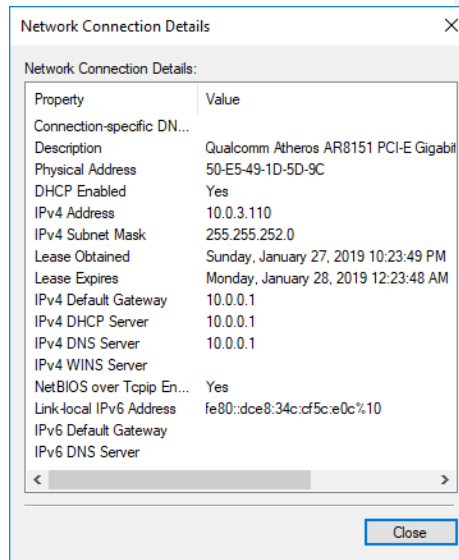 Network Connection Details
Network Connection Details:
Property Value
Connection-specific DN...
Description Qualcomm Atheros AR8151 PCI-E Gigabit
Physical Address 50-E5-49-1D-5D-9C
DHCP Enabled Yes
IPv4 Address 10.0.3.110
IPv4 Subnet Mask 255.255.252.0
Lease Obtained Sunday, January 27, 2019 10:23:49 PM
Lease Expires Monday, January 28, 2019 12:23:48 AM
IPv4 Default Gateway 10.0.0.1
IPv4 DHCP Server 10.0.0.1
IPv4 DNS Server 10.0.0.1
IPv4 WINS Server
NetBIOS over Tcpip En... Yes
Link-local IPv6 Address fe80::dce8:34c:cf5c:e0c%10
IPv6 Default Gateway
IPv6 DNS Server
Close